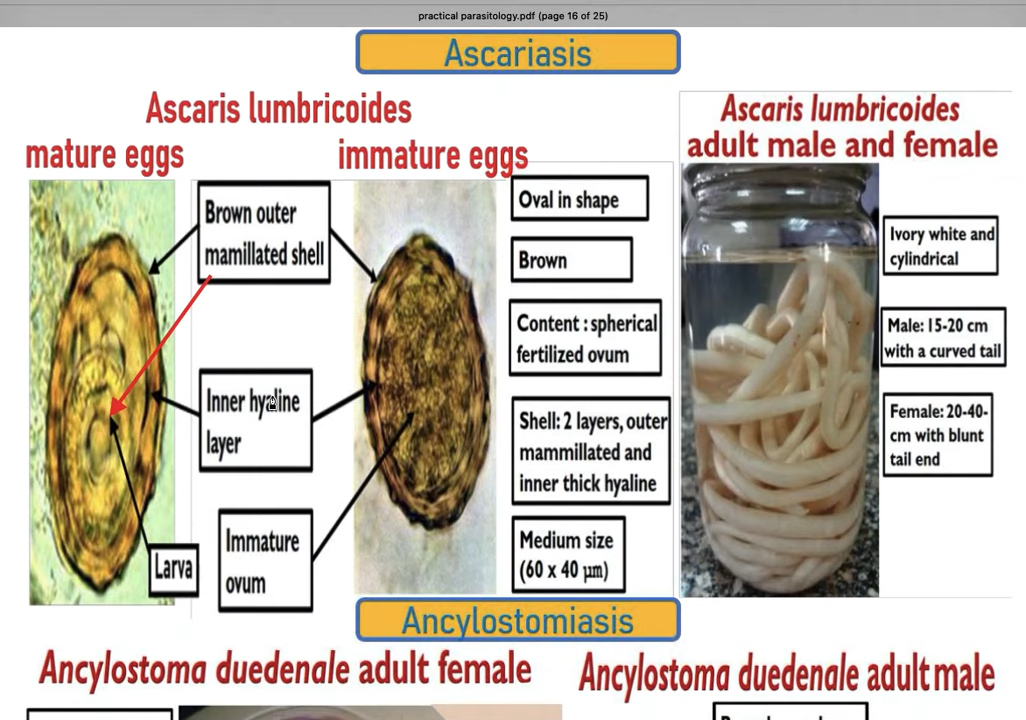 practical parasitology.pdf (page 16 of 25)
Ascariasis
Ascaris lumbricoides
mature eggs
immature eggs
Brown outer
mamillated shell
Inner hyaline
layer
Immature
ovum
Larva
Oval in shape
Brown
Content : spherical
fertilized ovum
Shell: 2 layers, outer
mammillated and
inner thick hyaline
Medium size
(60 x 40 µm)
Ascaris lumbricoides
adult male and female
Ivory white and
cylindrical
Male: 15-20 cm
with a curved tail
Female: 20-40-
cm with blunt
tail end
Ancylostomiasis
Ancylostoma duedenale adult female
Ancylostoma duedenale adult male